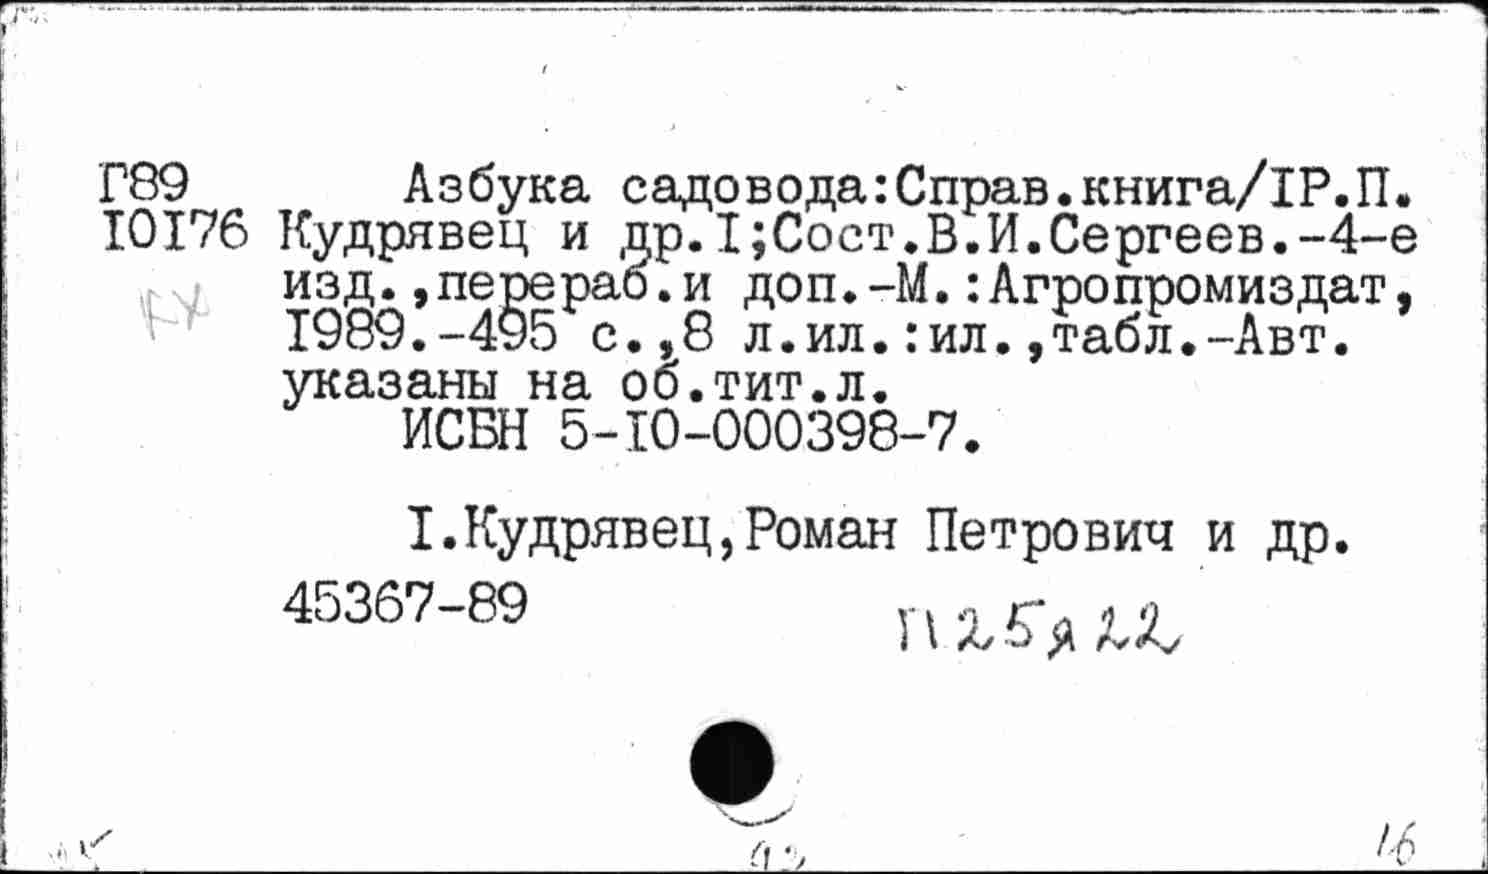 Г89 Азбука садовода:Справ.книга/IР.П.
I0I76 Кудрявец и др.I;Сост.В.И.Сергеев.-4-е
изд.,перераб.и доп.-М.:Агропромиздат,
КХ
I989.-495 с.,8 л.ил.:ил.,табл.-Авт.
указаны на об.тит.л.
ИСБН 5-I0-000398-7.
I.Кудрявец,Роман Петрович и др.
45367-89
П25я22
16